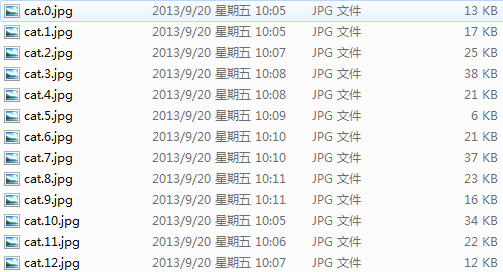 cat.0.jpg 2013/9/20 星期五 10:05 JPG 文件 13 KB
cat.1.jpg 2013/9/20 星期五 10:05 JPG 文件 17 KB
cat.2.jpg 2013/9/20 星期五 10:07 JPG 文件 25 KB
cat.3.jpg 2013/9/20 星期五 10:08 JPG 文件 38 KB
cat.4.jpg 2013/9/20 星期五 10:08 JPG 文件 21 KB
cat.5.jpg 2013/9/20 星期五 10:09 JPG 文件 6 KB
cat.6.jpg 2013/9/20 星期五 10:10 JPG 文件 21 KB
cat.7.jpg 2013/9/20 星期五 10:10 JPG 文件 37 KB
cat.8.jpg 2013/9/20 星期五 10:11 JPG 文件 23 KB
cat.9.jpg 2013/9/20 星期五 10:11 JPG 文件 16 KB
cat.10.jpg 2013/9/20 星期五 10:05 JPG 文件 34 KB
cat.11.jpg 2013/9/20 星期五 10:06 JPG 文件 22 KB
cat.12.jpg 2013/9/20 星期五 10:07 JPG 文件 12 KB